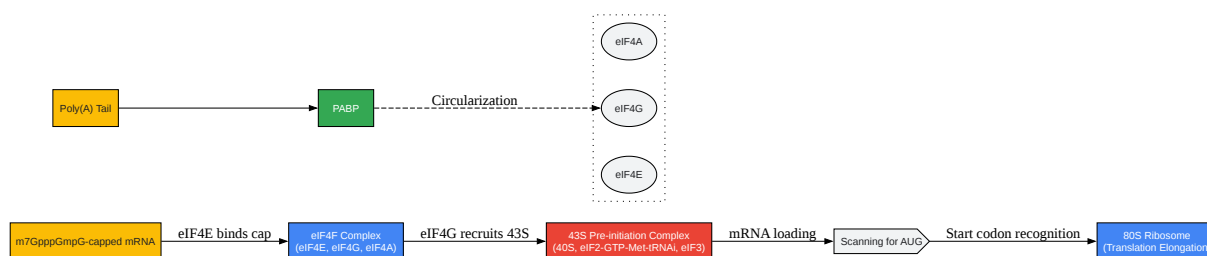 eIF4A
Poly(A) Tail
PABP
Circularization
eIF4G
eIF4E
m7GpppGmpG-capped mRNA
eIF4E binds cap
eIF4F Complex
(eIF4E, eIF4G, eIF4A)
eIF4G recruits 43S
43S Pre-initiation Complex
(40S, eIF2-GTP-Met-tRNAi, eIF3)
mRNA loading
Scanning for AUG
Start codon recognition
80S Ribosome
(Translation Elongation)